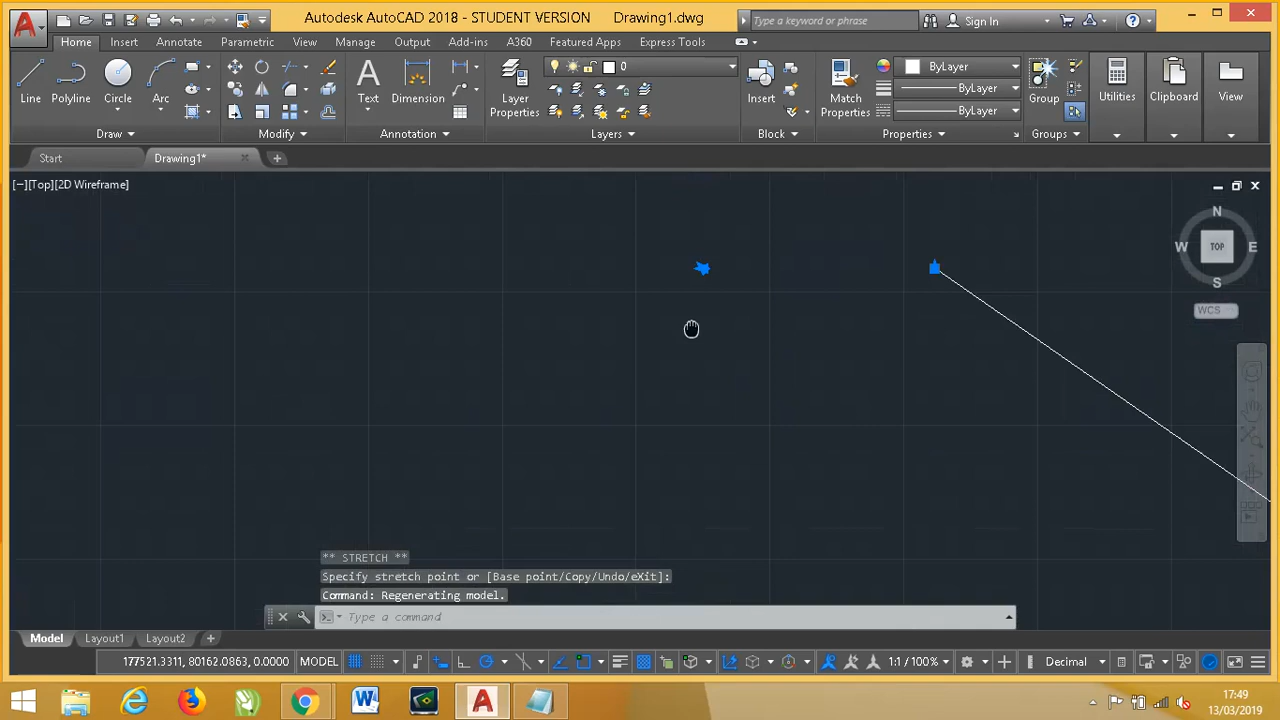 Autodesk AutoCAD 2018 - STUDENT VERSION Drawing1.dwg
Type a keyword or phrase
Sign In
Home Insert Annotate Parametric View Manage Output Add-ins A360 Featured Apps Express Tools
Line Polyline Circle Arc
Text Dimension
Layer Properties
0
Insert
Match Properties
ByLayer
ByLayer
ByLayer
Group
Utilities
Clipboard
View
Draw Modify Annotation Layers Block Properties Groups
Start Drawing1*
[−][Top][2D Wireframe]
N
W TOP E
S
WCS
** STRETCH **
Specify stretch point or [Base point/Copy/Undo/eXit]:
Command: Regenerating model.
Type a command
Model Layout1 Layout2
177521.3311, 80162.0863, 0.0000 MODEL 1:1 / 100% Decimal
17:49
13/03/2019